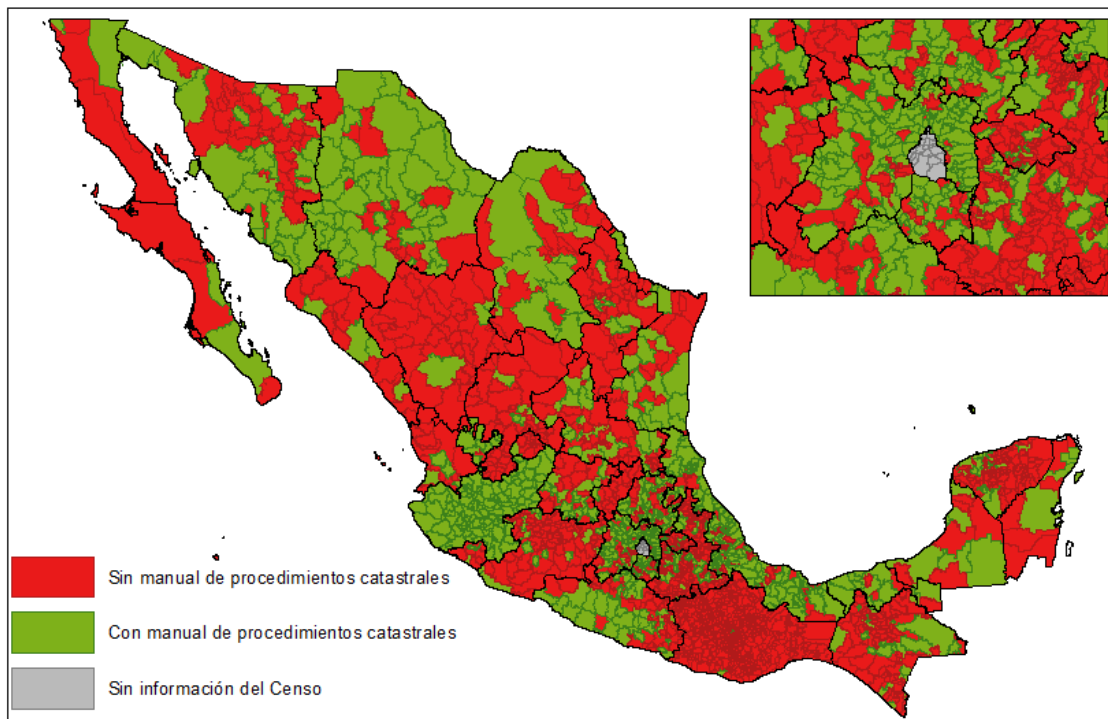 Sin manual de procedimientos catastrales
Con manual de procedimientos catastrales
Sin información del Censo